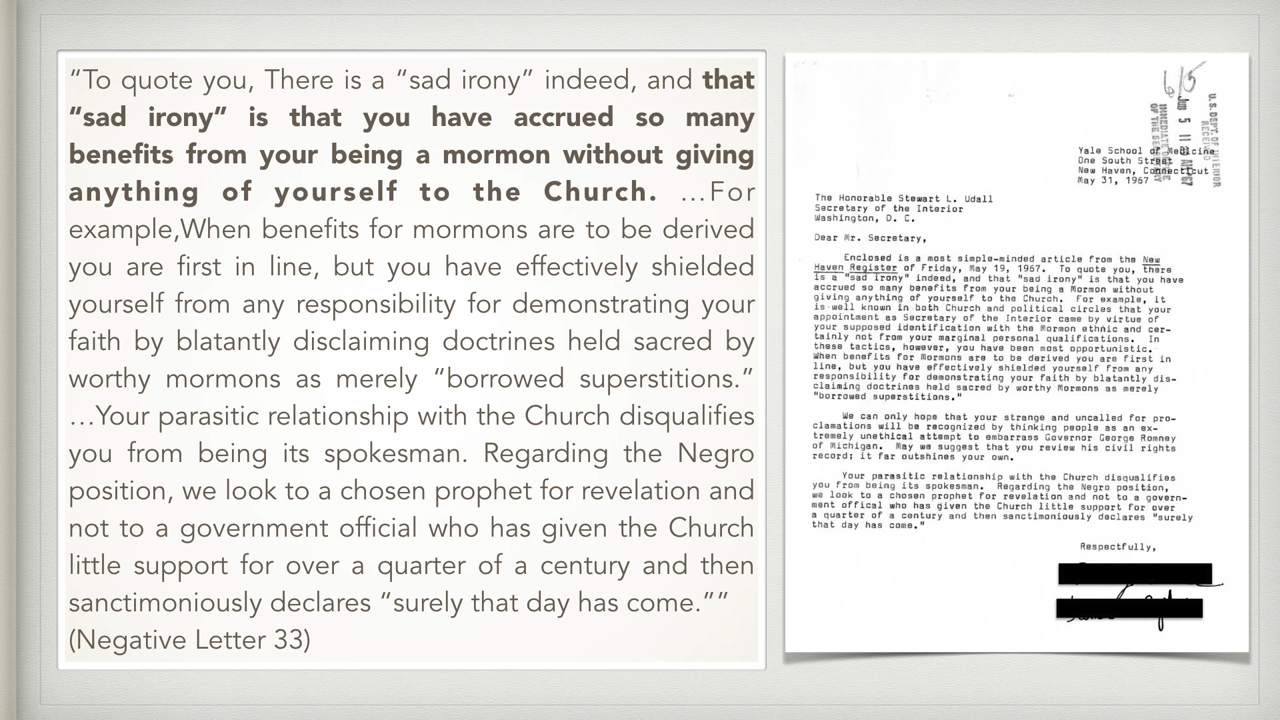 “To quote you, There is a “sad irony” indeed, and that
“sad irony” is that you have accrued so many
benefits from your being a mormon without giving
anything of yourself to the Church. …For
example,When benefits for mormons are to be derived
you are first in line, but you have effectively shielded
yourself from any responsibility for demonstrating your
faith by blatantly disclaiming doctrines held sacred by
worthy mormons as merely “borrowed superstitions.”
…Your parasitic relationship with the Church disqualifies
you from being its spokesman. Regarding the Negro
position, we look to a chosen prophet for revelation and
not to a government official who has given the Church
little support for over a quarter of a century and then
sanctimoniously declares “surely that day has come.””
(Negative Letter 33)
6/5
U.S. DEPT. OF INTERIOR
RECEIVED
Jun 5 11
67
IMMEDIATE
OF THE
Yale School of Medicine
One South Street
New Haven, Connecticut
May 31, 1967
The Honorable Stewart L. Udall
Secretary of the Interior
Washington, D. C.
Dear Mr. Secretary,
Enclosed is a most simple-minded article from the New
Haven Register of Friday, May 19, 1967. To quote you, there
is a "sad irony" indeed, and that "sad irony" is that you have
accrued so many benefits from your being a Mormon without
giving anything of yourself to the Church. For example, it
is well known in both Church and political circles that your
appointment as Secretary of the Interior came by virtue of
your supposed identification with the Mormon ethnic and cer-
tainly not from your marginal personal qualifications. In
these tactics, however, you have been most opportunistic.
When benefits for Mormons are to be derived you are first in
line, but you have effectively shielded yourself from any
responsibility for demonstrating your faith by blatantly dis-
claiming doctrines held sacred by worthy Mormons as merely
"borrowed superstitions."
We can only hope that your strange and uncalled for pro-
clamations will be recognized by thinking people as an ex-
tremely unethical attempt to embarrass Governor George Romney
of Michigan. May we suggest that you review his civil rights
record; it far outshines your own.
Your parasitic relationship with the Church disqualifies
you from being its spokesman. Regarding the Negro position,
we look to a chosen prophet for revelation and not to a govern-
ment offical who has given the Church little support for over
a quarter of a century and then sanctimoniously declares "surely
that day has come."
Respectfully,